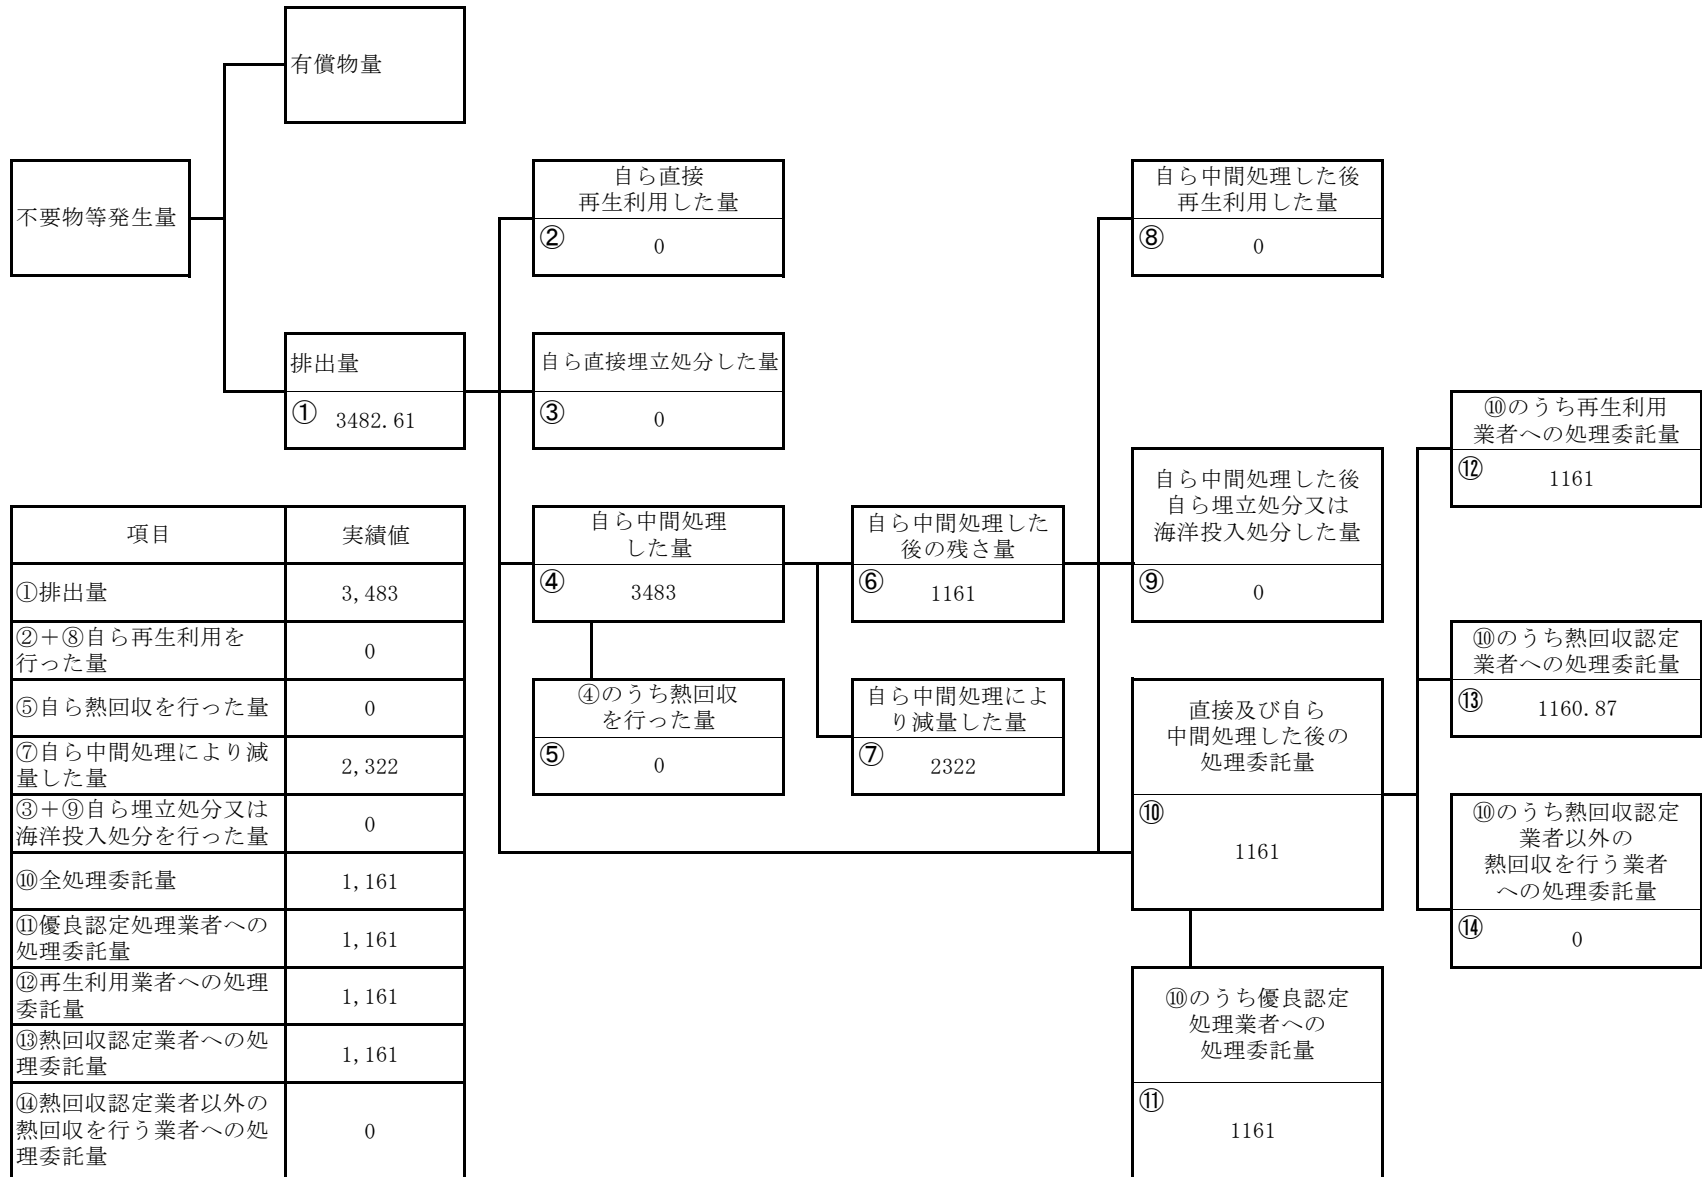 有償物量
不要物等発生量
排出量
① 3482.61
自ら直接
再生利用した量
② 0
自ら直接埋立処分した量
③ 0
自ら中間処理
した量
④ 3483
④のうち熱回収
を行った量
⑤ 0
自ら中間処理した
後の残さ量
⑥ 1161
自ら中間処理によ
り減量した量
⑦ 2322
自ら中間処理した後
再生利用した量
⑧ 0
自ら中間処理した後
自ら埋立処分又は
海洋投入処分した量
⑨ 0
直接及び自ら
中間処理した後の
処理委託量
⑩
1161
⑩のうち優良認定
処理業者への
処理委託量
⑪
1161
⑩のうち再生利用
業者への処理委託量
⑫ 1161
⑩のうち熱回収認定
業者への処理委託量
⑬ 1160.87
⑩のうち熱回収認定
業者以外の
熱回収を行う業者
への処理委託量
⑭ 0
項目 実績値
①排出量 3,483
②＋⑧自ら再生利用を
行った量 0
⑤自ら熱回収を行った量 0
⑦自ら中間処理により減
量した量 2,322
③＋⑨自ら埋立処分又は
海洋投入処分を行った量 0
⑩全処理委託量 1,161
⑪優良認定処理業者への
処理委託量 1,161
⑫再生利用業者への処理
委託量 1,161
⑬熱回収認定業者への処
理委託量 1,161
⑭熱回収認定業者以外の
熱回収を行う業者への処 0
理委託量